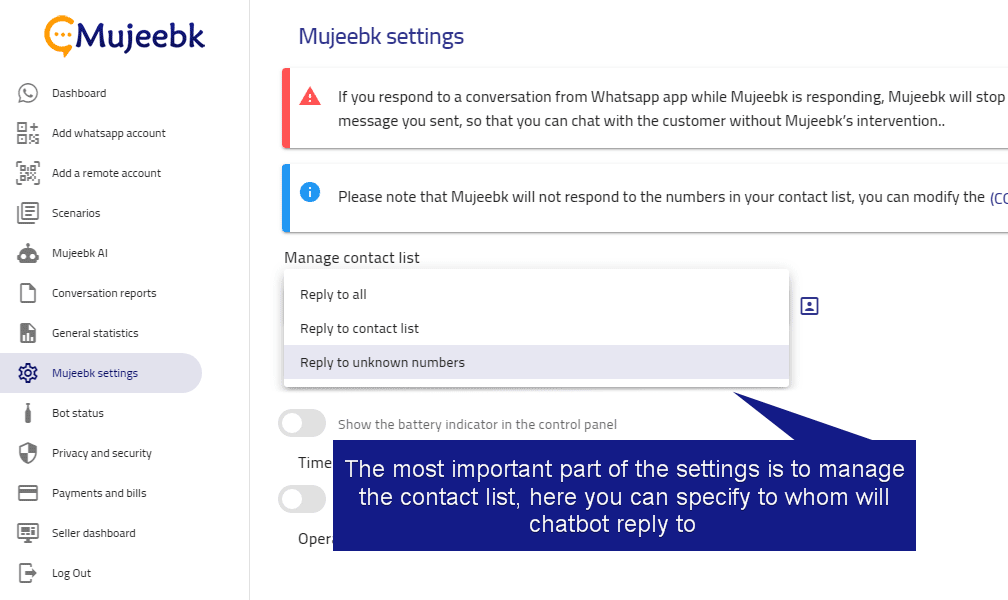 Mujeebk
Dashboard
Add whatsapp account
Add a remote account
Scenarios
Mujeebk AI
Conversation reports
General statistics
Mujeebk settings
Bot status
Privacy and security
Payments and bills
Seller dashboard
Log Out
Mujeebk settings
If you respond to a conversation from Whatsapp app while Mujeebk is responding, Mujeebk will stop
message you sent, so that you can chat with the customer without Mujeebk’s intervention..
Please note that Mujeebk will not respond to the numbers in your contact list, you can modify the (CO
Manage contact list
Reply to all
Reply to contact list
Reply to unknown numbers
Show the battery indicator in the control panel
Time
Opera
The most important part of the settings is to manage
the contact list, here you can specify to whom will
chatbot reply to